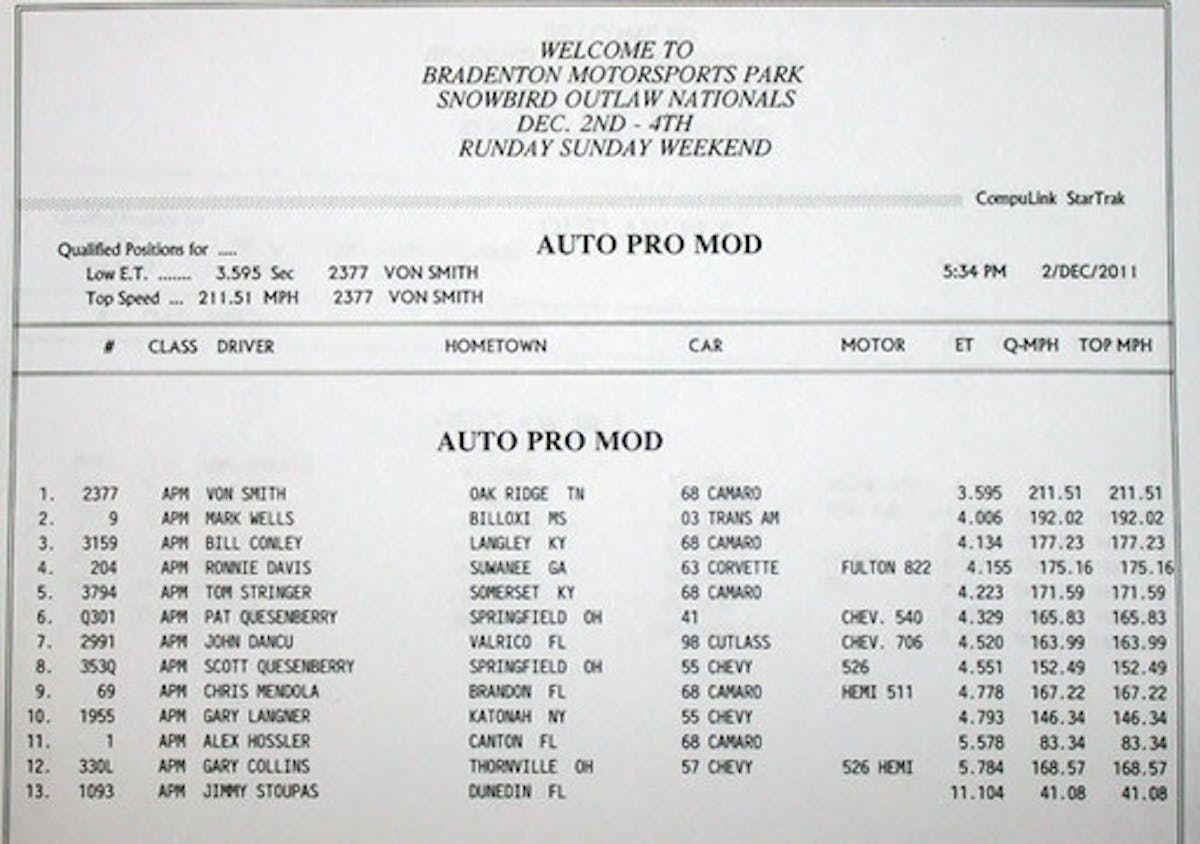 WELCOME TO
BRADENTON MOTORSPORTS PARK
SNOWBIRD OUTLAW NATIONALS
DEC. 2ND - 4TH
RUNDAY SUNDAY WEEKEND
CompuLink StarTrak
Qualified Positions for .....
AUTO PRO MOD
Low E.T. ....... 3.595 Sec 2377 VON SMITH 5:34 PM 2/DEC/2011
Top Speed ... 211.51 MPH 2377 VON SMITH
# CLASS DRIVER HOMETOWN CAR MOTOR ET Q-MPH TOP MPH
AUTO PRO MOD
1. 2377 APM VON SMITH OAK RIDGE TN 68 CAMARO 3.595 211.51 211.51
2. 9 APM MARK WELLS BILLOXI MS 03 TRANS AM 4.006 192.02 192.02
3. 3159 APM BILL CONLEY LANGLEY KY 68 CAMARO 4.134 177.23 177.23
4. 204 APM RONNIE DAVIS SUWANEE GA 63 CORVETTE FULTON 822 4.155 175.16 175.16
5. 3794 APM TOM STRINGER SOMERSET KY 68 CAMARO 4.223 171.59 171.59
6. Q301 APM PAT QUESENBERRY SPRINGFIELD OH 41 CHEV. 540 4.329 165.83 165.83
7. 2991 APM JOHN DANCU VALRICO FL 98 CUTLASS CHEV. 706 4.520 163.99 163.99
8. 353Q APM SCOTT QUESENBERRY SPRINGFIELD OH 55 CHEVY 526 4.551 152.49 152.49
9. 69 APM CHRIS MENDOLA BRANDON FL 68 CAMARO HEMI 511 4.778 167.22 167.22
10. 1955 APM GARY LANGNER KATONAH NY 55 CHEVY 4.793 146.34 146.34
11. 1 APM ALEX HOSSLER CANTON FL 68 CAMARO 5.578 83.34 83.34
12. 330L APM GARY COLLINS THORNVILLE OH 57 CHEVY 526 HEMI 5.784 168.57 168.57
13. 1093 APM JIMMY STOUPAS DUNEDIN FL 11.104 41.08 41.08